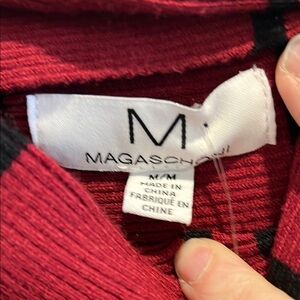 M
MAGASCHONI
M/M
MADE IN
CHINA
FABRIQUÉ EN
CHINE